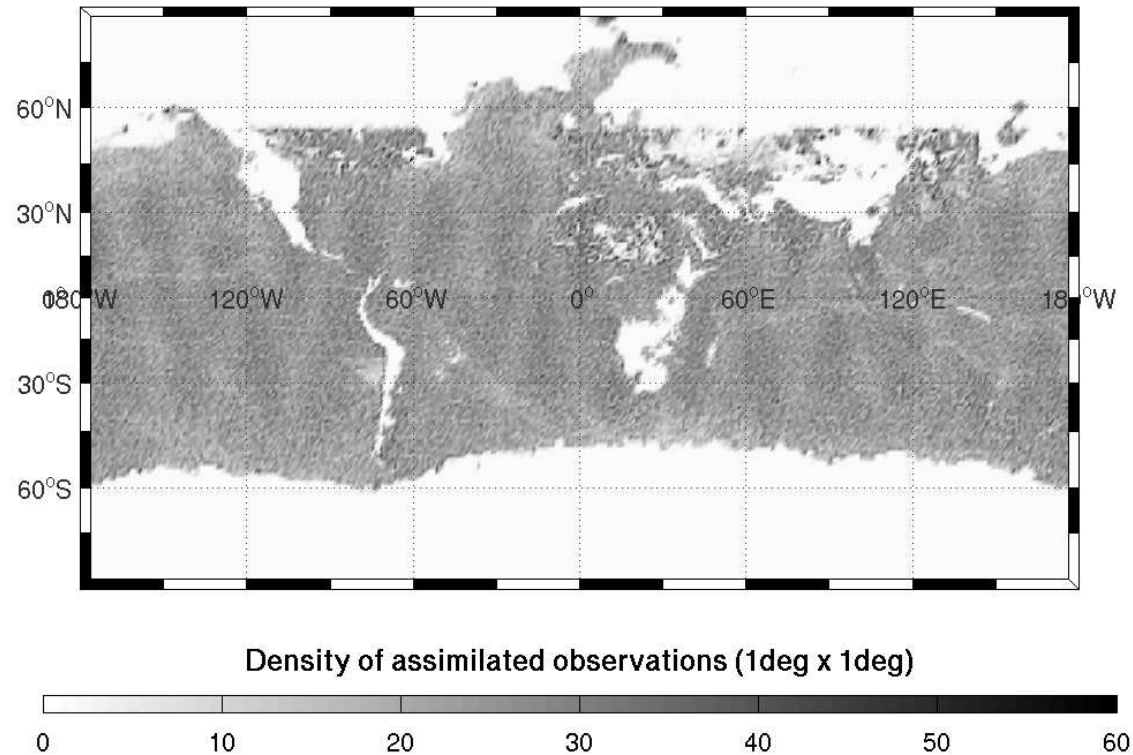 60°N
30°N
0° 180°W 120°W 60°W 0° 60°E 120°E 180°W
30°S
60°S
Density of assimilated observations (1deg x 1deg)
0 10 20 30 40 50 60